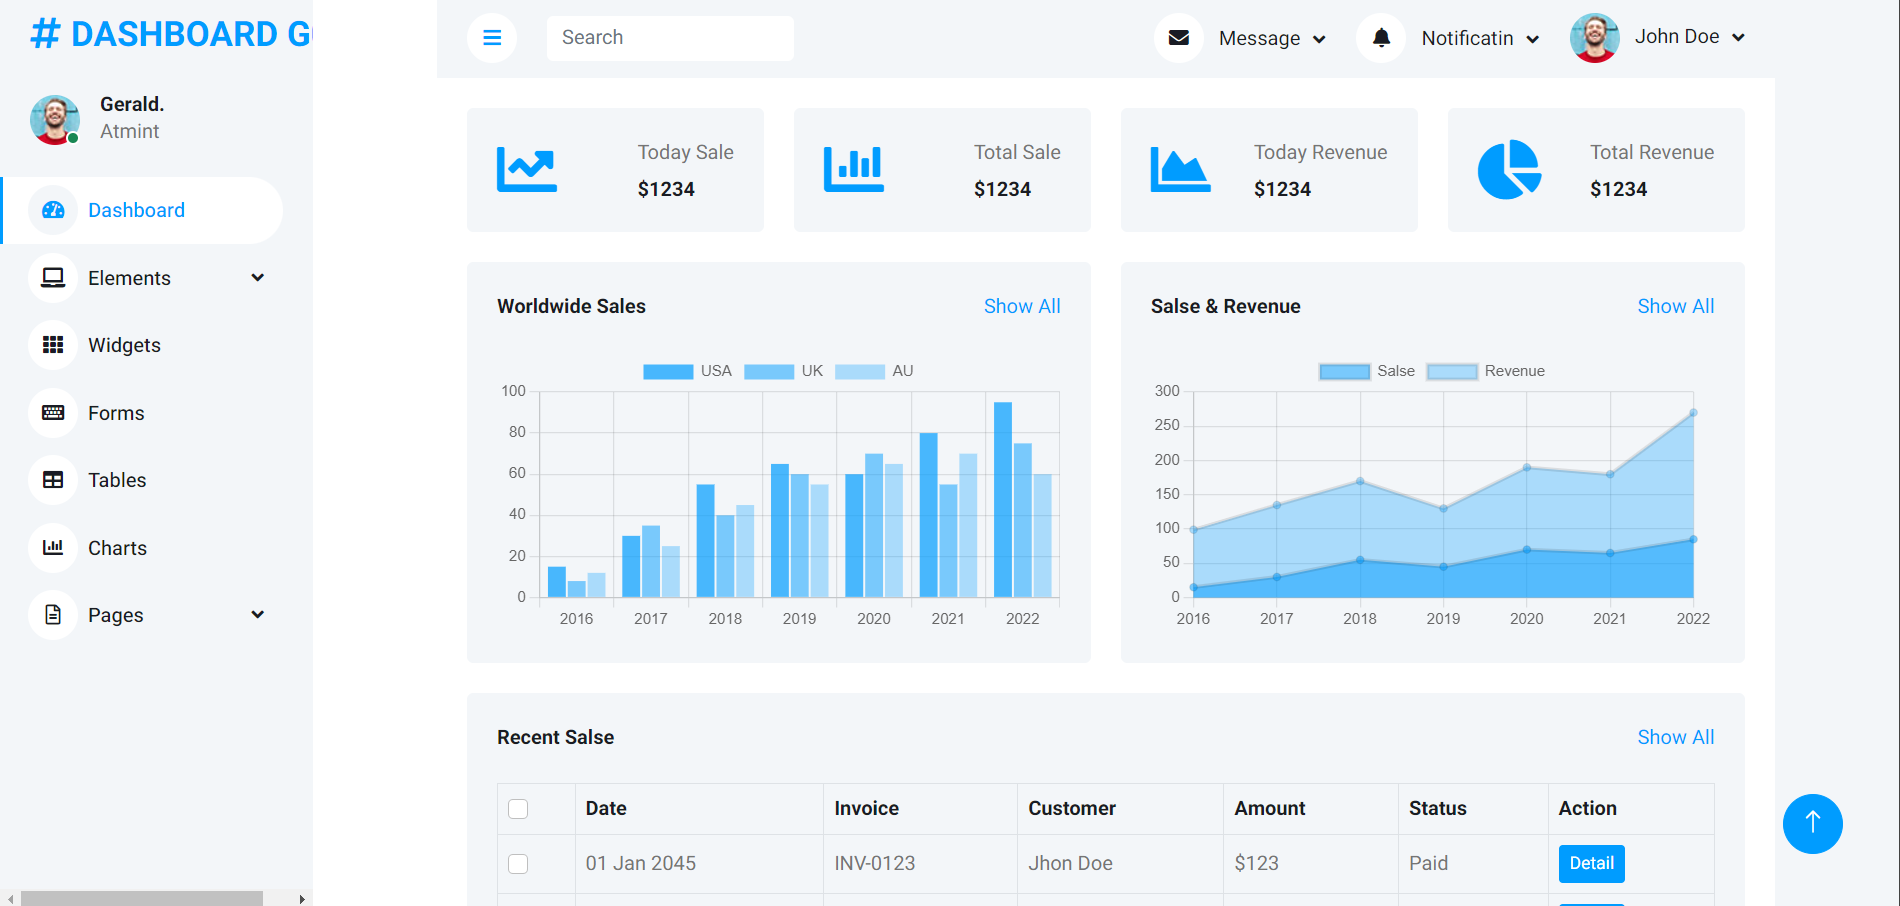 # DASHBOARD G
Gerald.
Atmint
Dashboard
Elements
Widgets
Forms
Tables
Charts
Pages
Search
Message
Notificatin
John Doe
Today Sale
$1234
Total Sale
$1234
Today Revenue
$1234
Total Revenue
$1234
Worldwide Sales
Show All
USA UK AU
100
80
60
40
20
0
2016 2017 2018 2019 2020 2021 2022
Salse & Revenue
Show All
Salse Revenue
300
250
200
150
100
50
0
2016 2017 2018 2019 2020 2021 2022
Recent Salse
Show All
Date Invoice Customer Amount Status Action
01 Jan 2045 INV-0123 Jhon Doe $123 Paid Detail